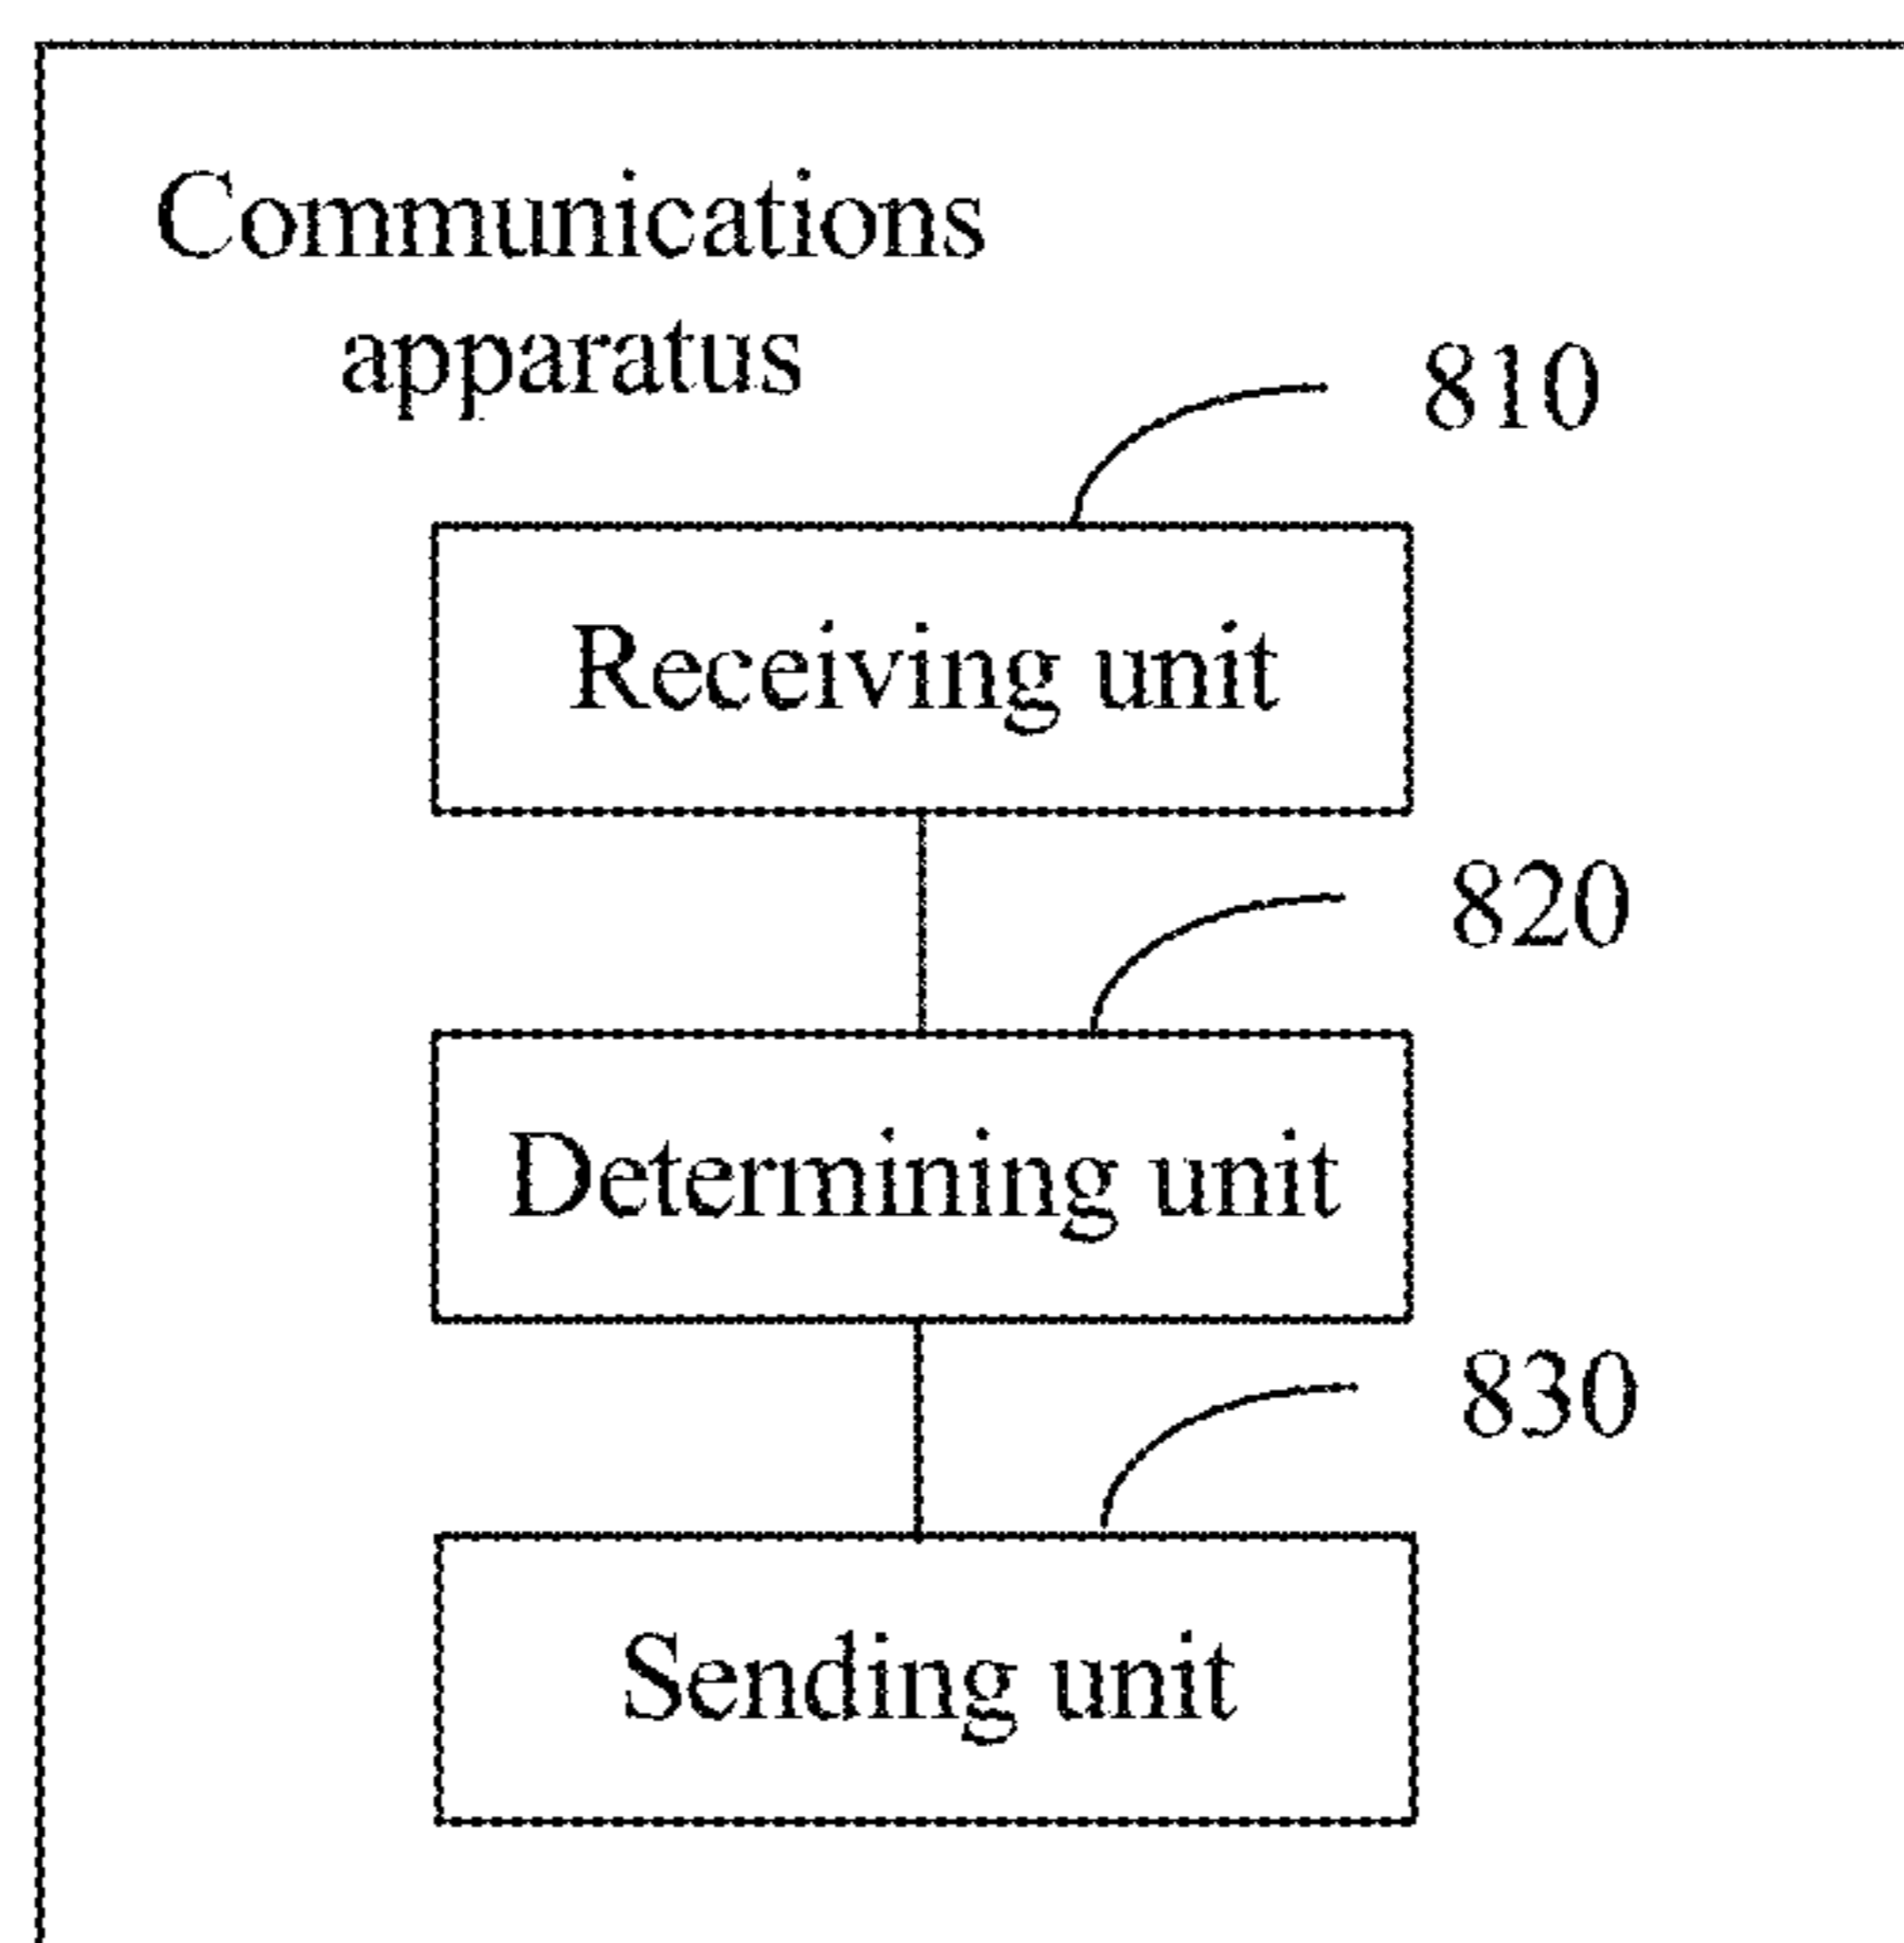 Communications
apparatus
810
Receiving unit
820
Determining unit
830
Sending unit